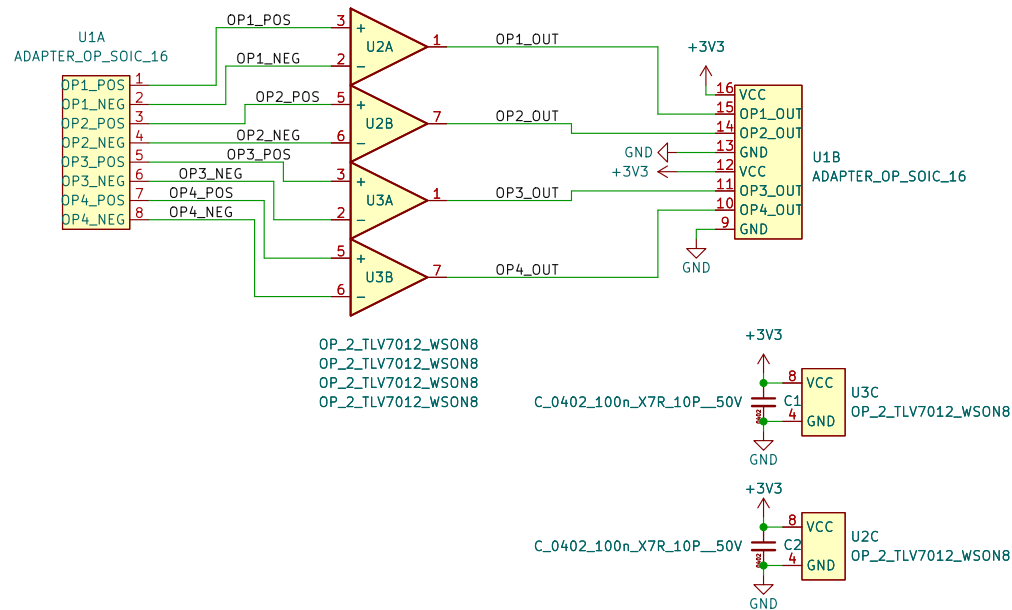 U1A
ADAPTER_OP_SOIC_16
OP1_POS 1
OP1_NEG 2
OP2_POS 3
OP2_NEG 4
OP3_POS 5
OP3_NEG 6
OP4_POS 7
OP4_NEG 8
OP1_POS
OP1_NEG
OP2_POS
OP2_NEG
OP3_POS
OP3_NEG
OP4_POS
OP4_NEG
3 +
U2A 1
2 −
5 +
U2B 7
6 −
3 +
U3A 1
2 −
5 +
U3B 7
6 −
OP1_OUT
OP2_OUT
OP3_OUT
OP4_OUT
OP_2_TLV7012_WSON8
OP_2_TLV7012_WSON8
OP_2_TLV7012_WSON8
OP_2_TLV7012_WSON8
+3V3
16 VCC
15 OP1_OUT
14 OP2_OUT
GND 13 GND
+3V3 12 VCC
11 OP3_OUT
10 OP4_OUT
9 GND
GND
U1B
ADAPTER_OP_SOIC_16
+3V3
8 VCC
C_0402_100n_X7R_10P__50V C1
0402
4 GND
GND
U3C
OP_2_TLV7012_WSON8
+3V3
8 VCC
C_0402_100n_X7R_10P__50V C2
0402
4 GND
GND
U2C
OP_2_TLV7012_WSON8